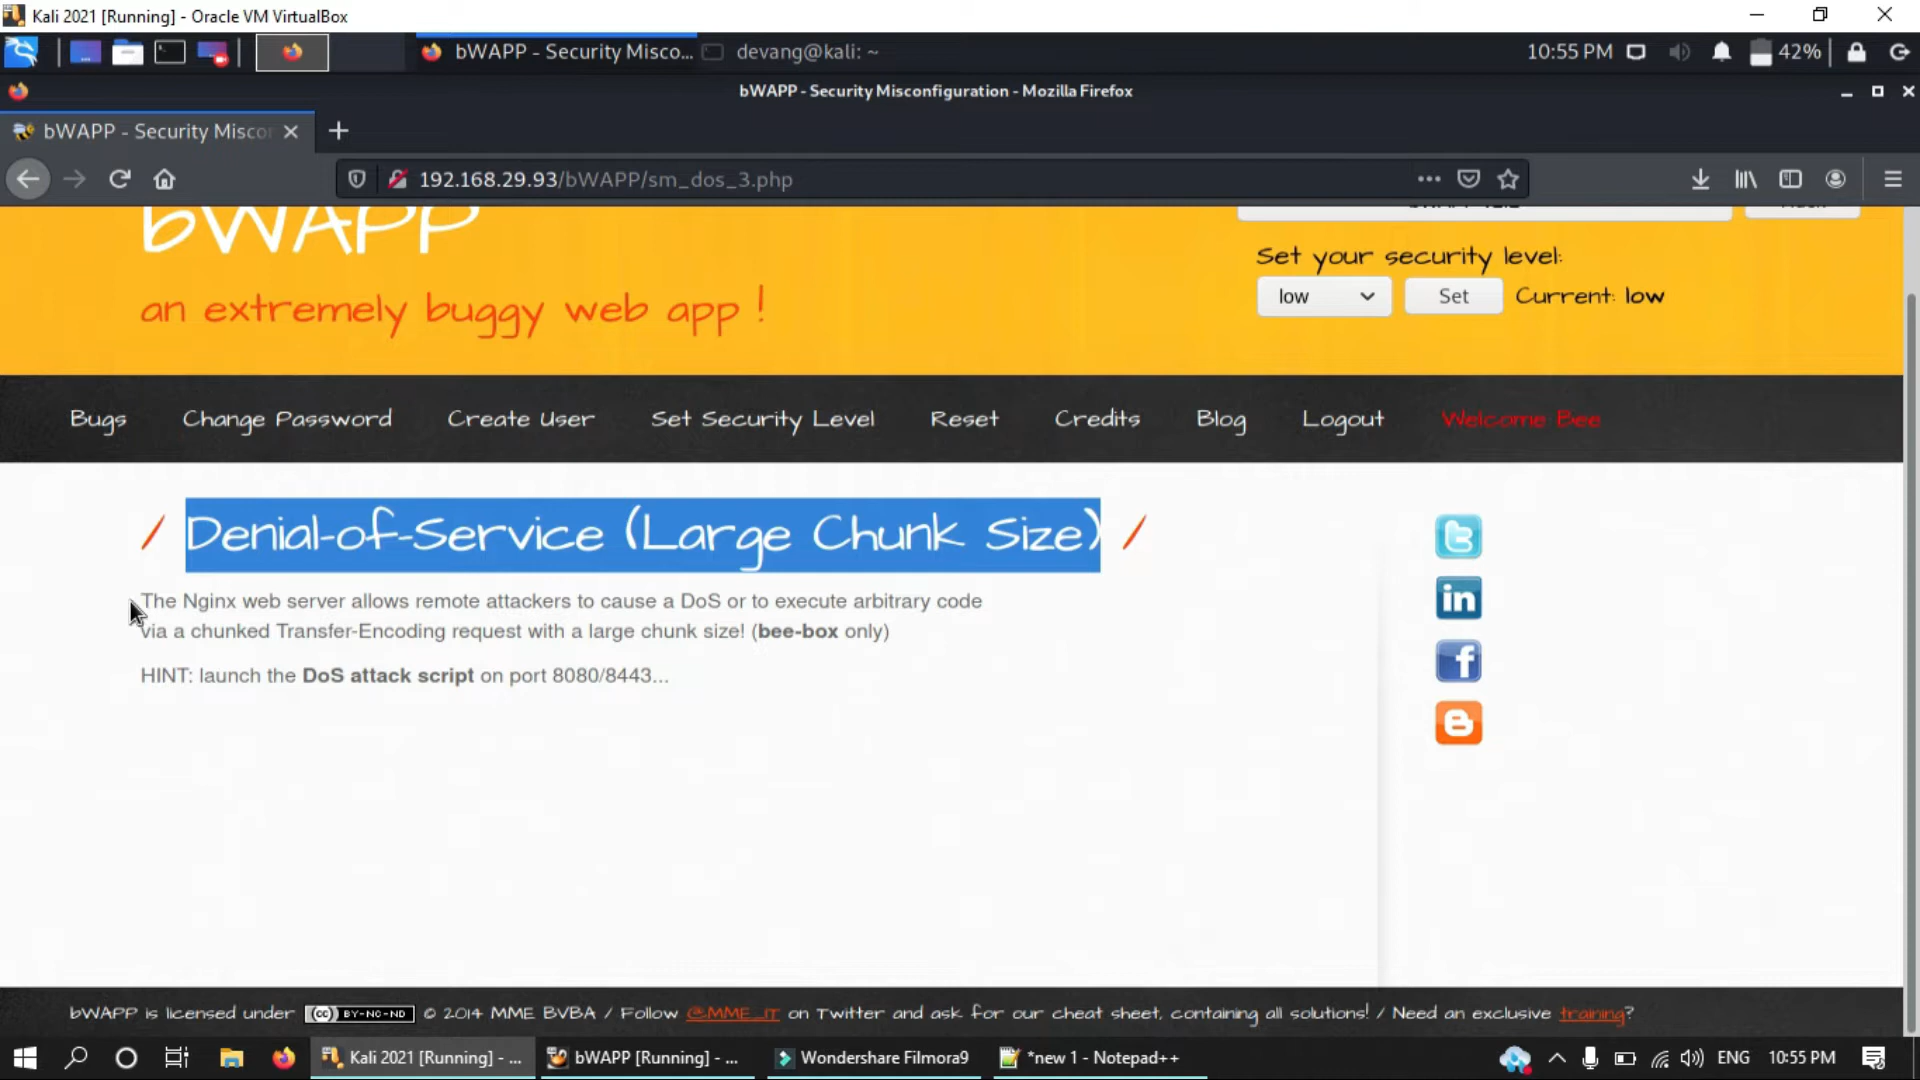 Kali 2021 [Running] - Oracle VM VirtualBox
bWAPP - Security Misco...
devang@kali: ~
10:55 PM
42%
bWAPP - Security Misconfiguration - Mozilla Firefox
bWAPP - Security Misco
192.168.29.93/bWAPP/sm_dos_3.php
bWAPP
an extremely buggy web app !
Set your security level:
low
Set
Current: low
Bugs
Change Password
Create User
Set Security Level
Reset
Credits
Blog
Logout
Welcome Bee
/ Denial-of-Service (Large Chunk Size) /
The Nginx web server allows remote attackers to cause a DoS or to execute arbitrary code
via a chunked Transfer-Encoding request with a large chunk size! (bee-box only)
HINT: launch the DoS attack script on port 8080/8443...
bWAPP is licensed under (cc) BY-NC-ND © 2014 MME BVBA / Follow @MME_IT on Twitter and ask for our cheat sheet, containing all solutions! / Need an exclusive training?
Kali 2021 [Running] - ...
bWAPP [Running] - ...
Wondershare Filmora9
*new 1 - Notepad++
ENG
10:55 PM